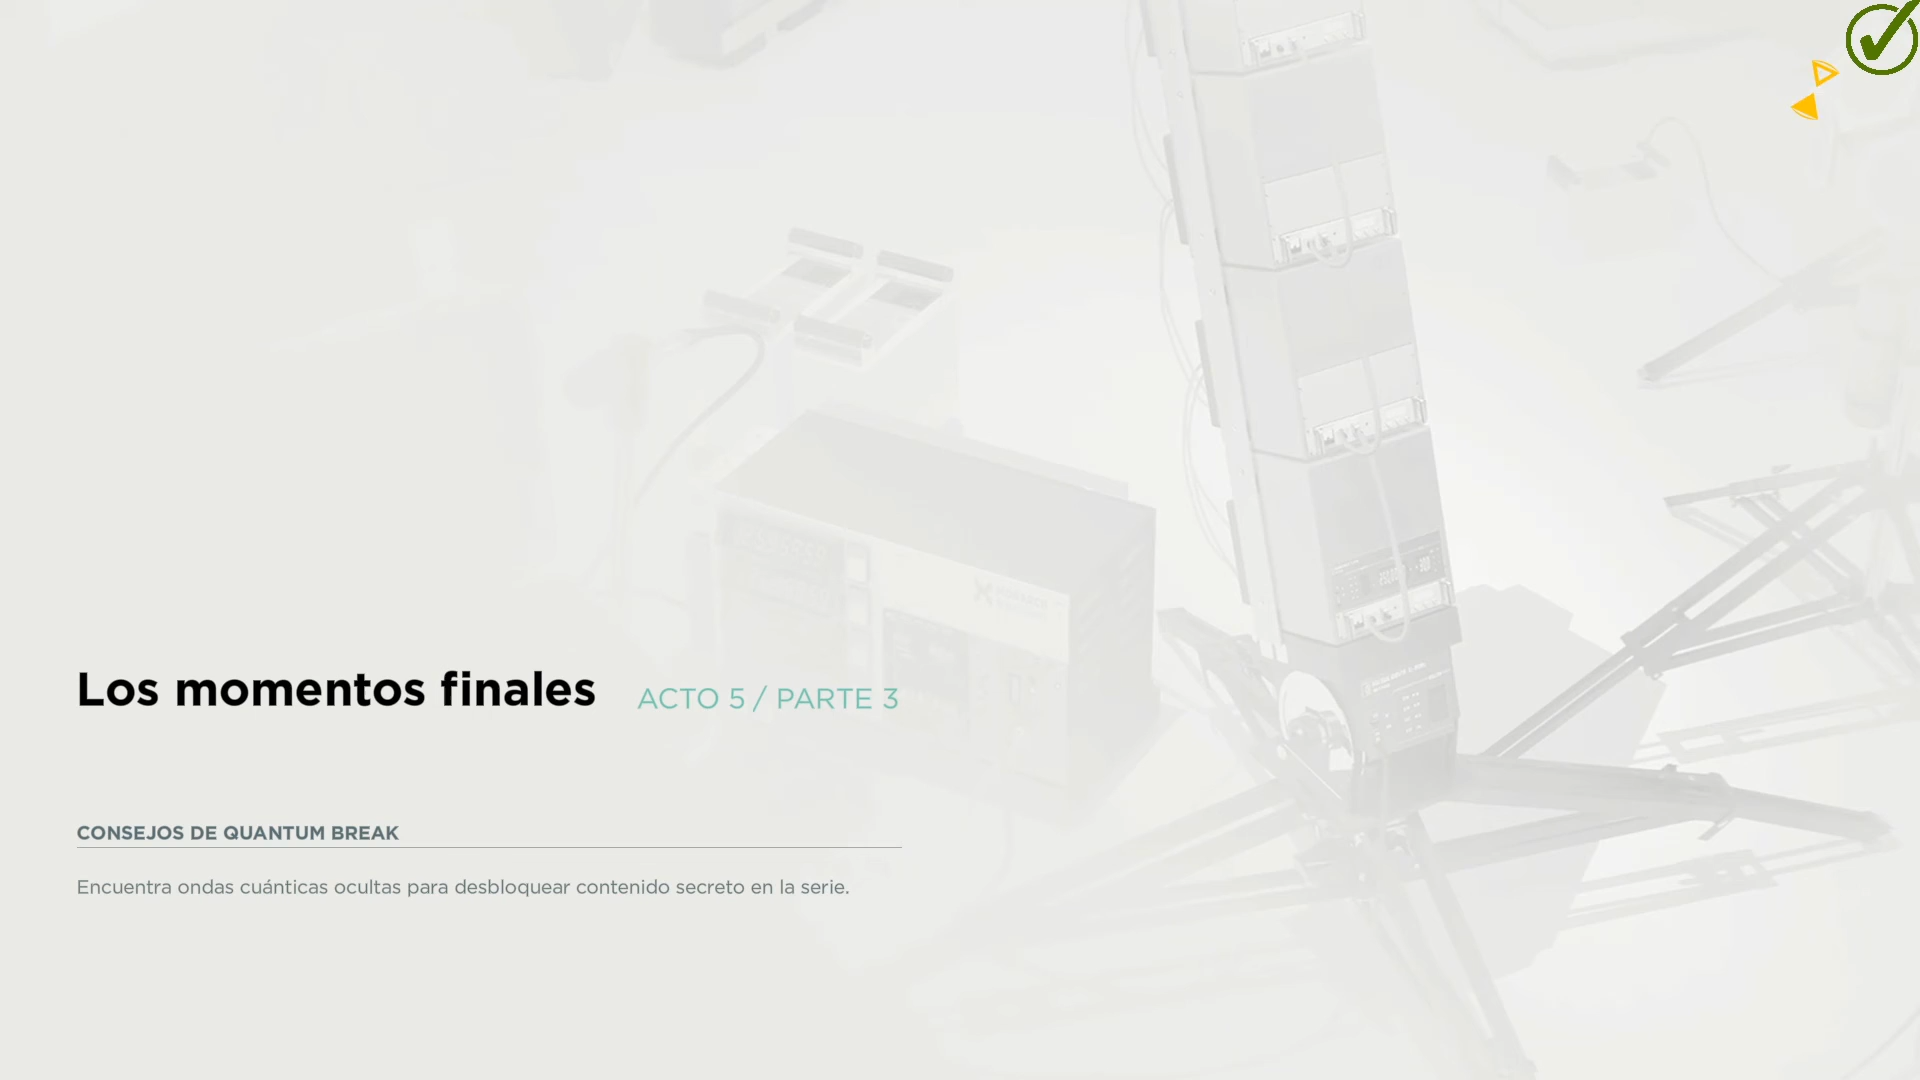 Los momentos finales ACTO 5 / PARTE 3
CONSEJOS DE QUANTUM BREAK
Encuentra ondas cuánticas ocultas para desbloquear contenido secreto en la serie.